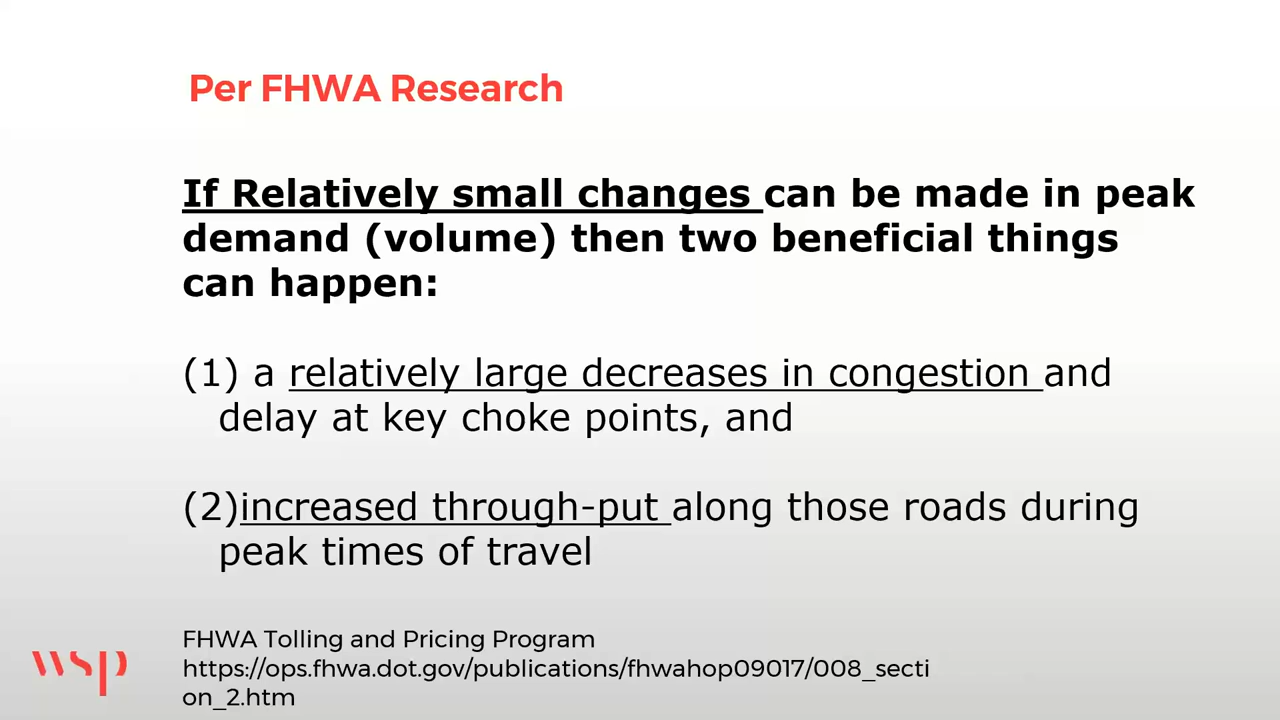 Per FHWA Research
If Relatively small changes can be made in peak
demand (volume) then two beneficial things
can happen:
(1) a relatively large decreases in congestion and
delay at key choke points, and
(2)increased through-put along those roads during
peak times of travel
FHWA Tolling and Pricing Program
https://ops.fhwa.dot.gov/publications/fhwahop09017/008_secti
on_2.htm
wsp